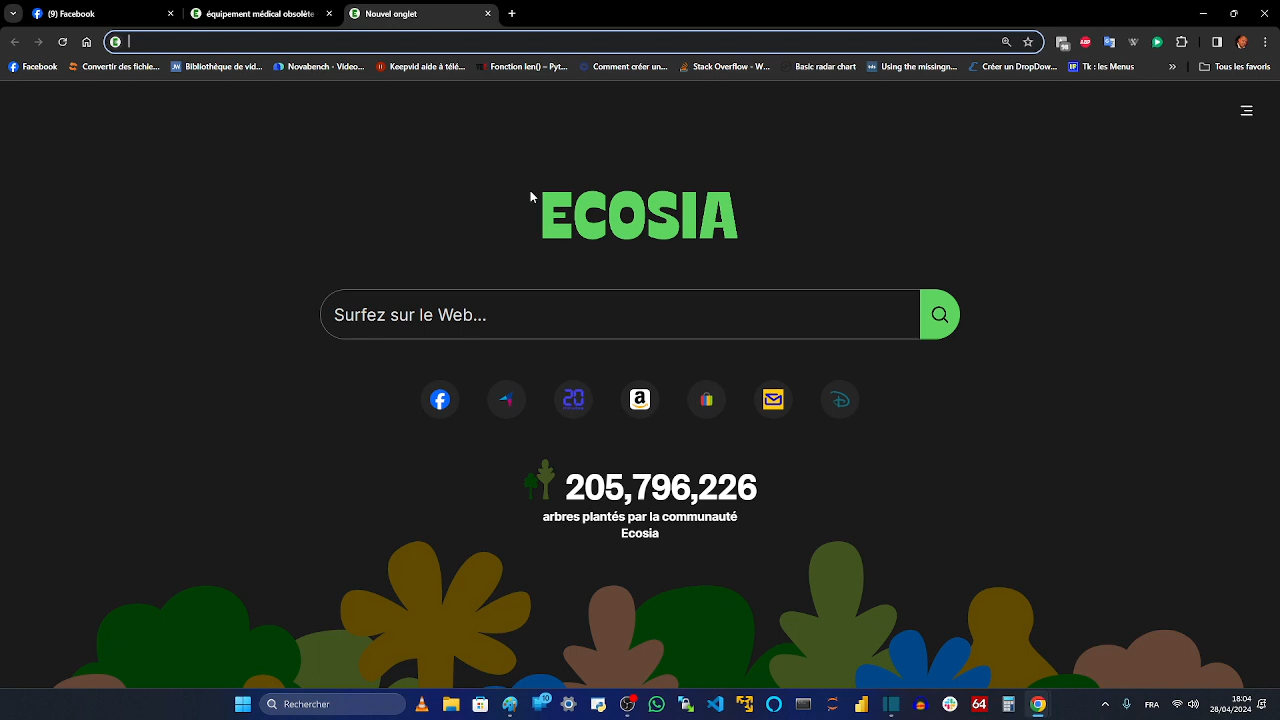 (9) Facebook
équipement médical obsolète
Nouvel onglet
Facebook
Convertir des fichie...
Bibliothèque de vid...
Novabench - Video...
Keepvid aide à télé...
Fonction len() – Pyt...
Comment créer un...
Stack Overflow - W...
Basic radar chart
Using the missingn...
Créer un DropDow...
Tk : les Menus
»
Tous les favoris
ECOSIA
Surfez sur le Web...
20
205,796,226
arbres plantés par la communauté
Ecosia
Rechercher
10
64
18:04
28/04/2024